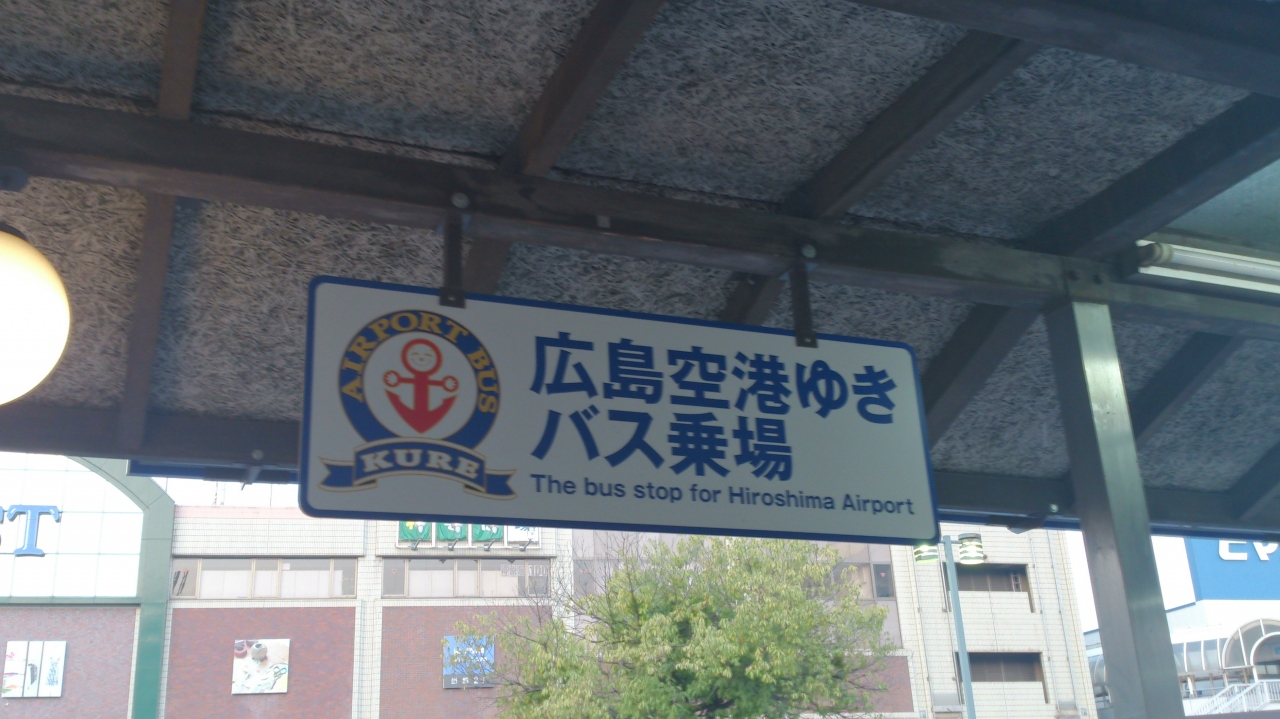 AIRPORT BUS
KURE
広島空港ゆき
バス乗場
The bus stop for Hiroshima Airport
ST